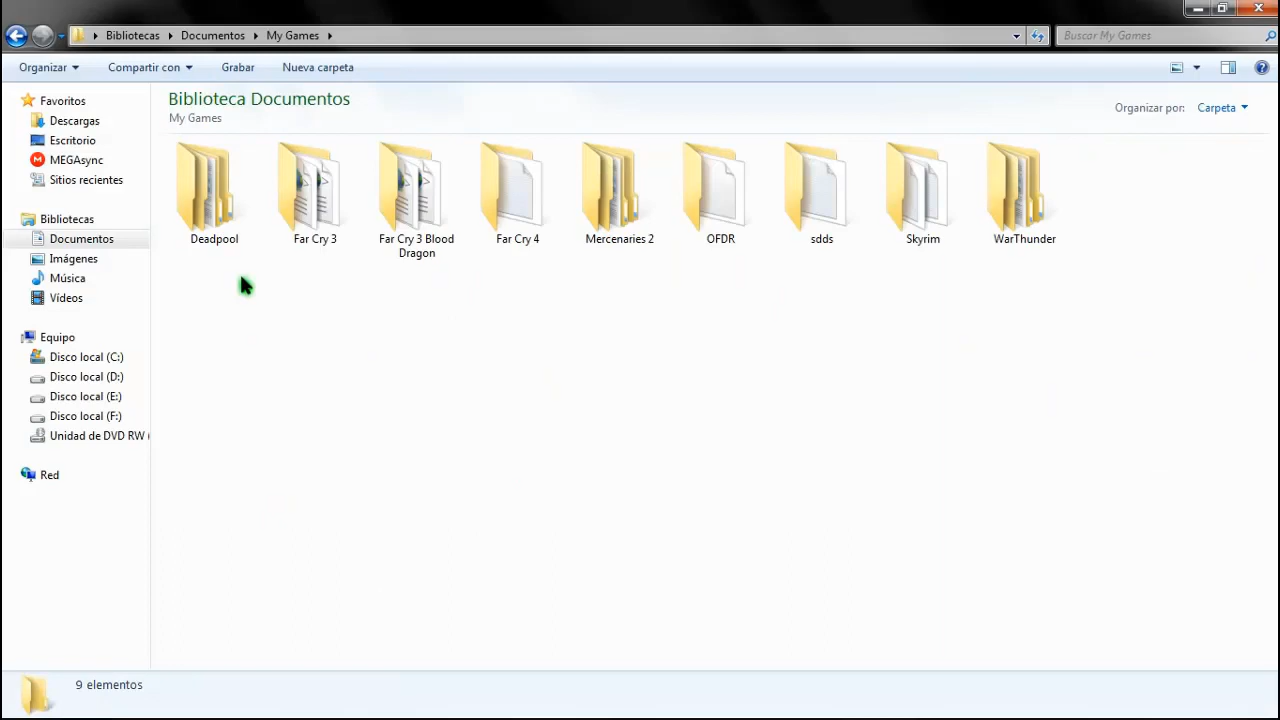 Bibliotecas Documentos My Games
Buscar My Games
Organizar Compartir con Grabar Nueva carpeta
Favoritos
Descargas
Escritorio
MEGAsync
Sitios recientes
Bibliotecas
Documentos
Imágenes
Música
Vídeos
Equipo
Disco local (C:)
Disco local (D:)
Disco local (E:)
Disco local (F:)
Unidad de DVD RW (
Red
Biblioteca Documentos
My Games
Organizar por: Carpeta
Deadpool
Far Cry 3
Far Cry 3 Blood
Dragon
Far Cry 4
Mercenaries 2
OFDR
sdds
Skyrim
WarThunder
9 elementos